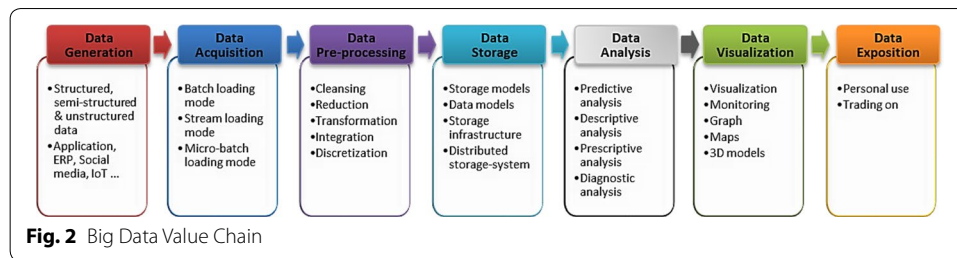 Data
Generation
•Structured,
semi-structured
& unstructured
data
•Application,
ERP, Social
media, IoT ...
Data
Acquisition
•Batch loading
mode
•Stream loading
mode
•Micro-batch
loading mode
Data
Pre-processing
•Cleansing
•Reduction
•Transformation
•Integration
•Discretization
Data
Storage
•Storage models
•Data models
•Storage
infrastructure
•Distributed
storage-system
Data
Analysis
•Predictive
analysis
•Descriptive
analysis
•Prescriptive
analysis
•Diagnostic
analysis
Data
Visualization
•Visualization
•Monitoring
•Graph
•Maps
•3D models
Data
Exposition
•Personal use
•Trading on
Fig. 2 Big Data Value Chain